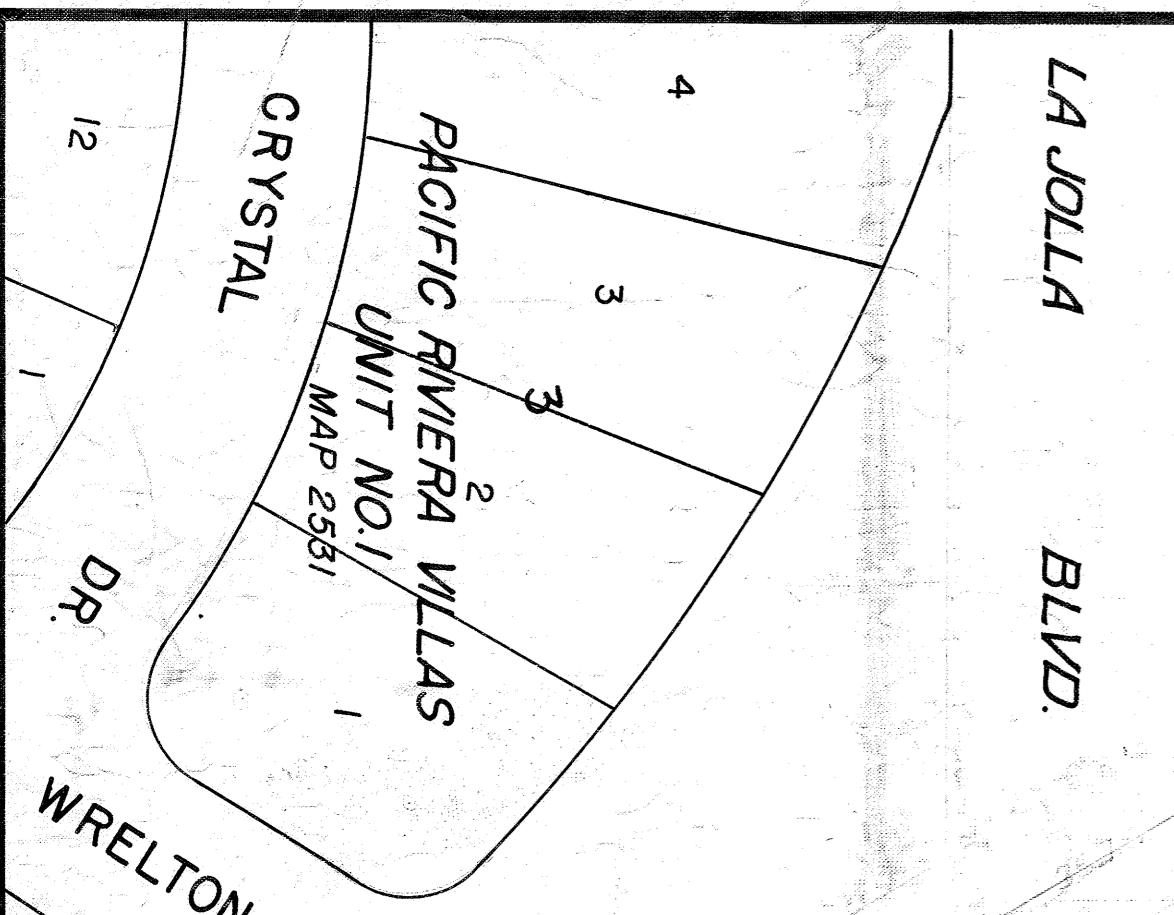 LA JOLLA BLVD.
4
3
3
2
1
PACIFIC RIVIERA VILLAS
UNIT NO.1
MAP 2531
CRYSTAL DR.
12
1
WRELTON